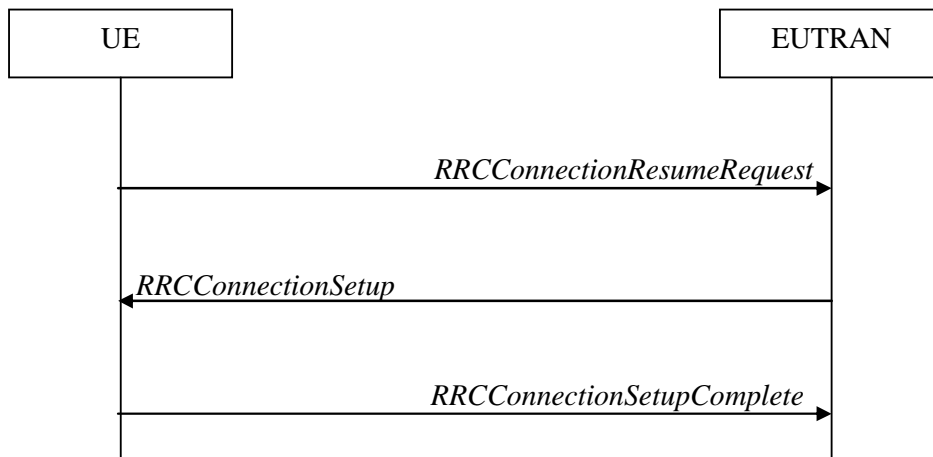 UE
EUTRAN
RRCConnectionResumeRequest
RRCConnectionSetup
RRCConnectionSetupComplete